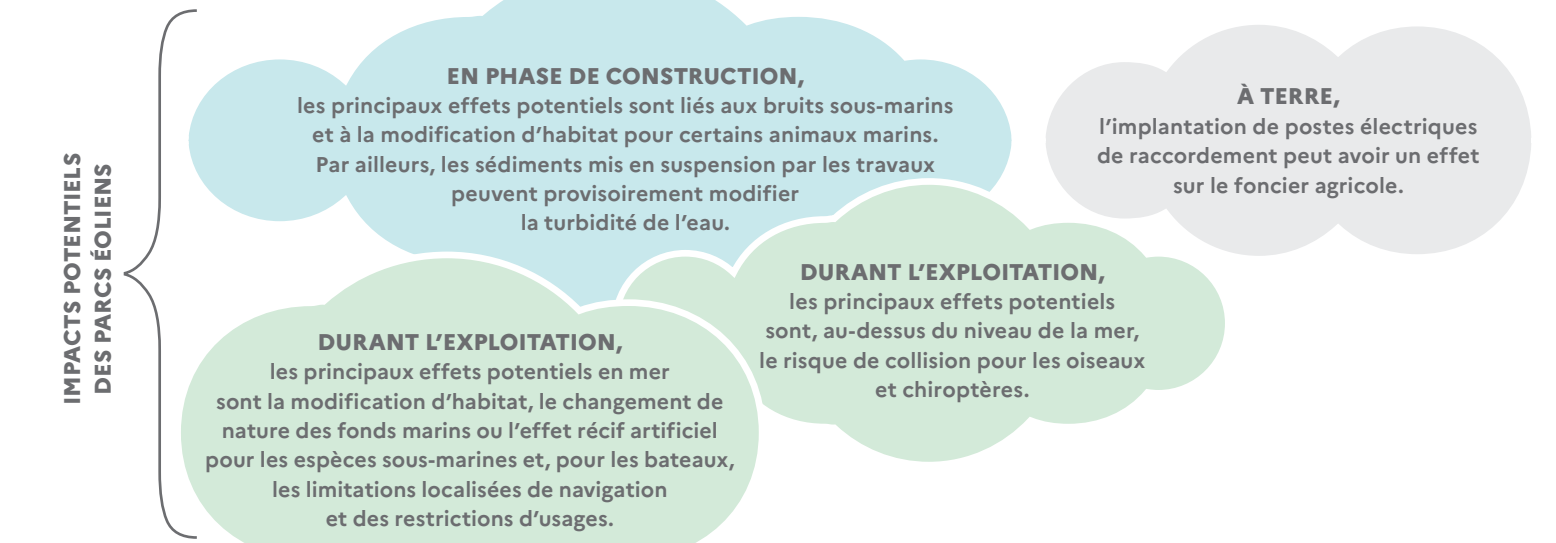 IMPACTS POTENTIELS
DES PARCS ÉOLIENS
EN PHASE DE CONSTRUCTION,
les principaux effets potentiels sont liés aux bruits sous-marins
et à la modification d’habitat pour certains animaux marins.
Par ailleurs, les sédiments mis en suspension par les travaux
peuvent provisoirement modifier
la turbidité de l’eau.
À TERRE,
l’implantation de postes électriques
de raccordement peut avoir un effet
sur le foncier agricole.
DURANT L’EXPLOITATION,
les principaux effets potentiels
sont, au-dessus du niveau de la mer,
le risque de collision pour les oiseaux
et chiroptères.
DURANT L’EXPLOITATION,
les principaux effets potentiels en mer
sont la modification d’habitat, le changement de
nature des fonds marins ou l’effet récif artificiel
pour les espèces sous-marines et, pour les bateaux,
les limitations localisées de navigation
et des restrictions d’usages.